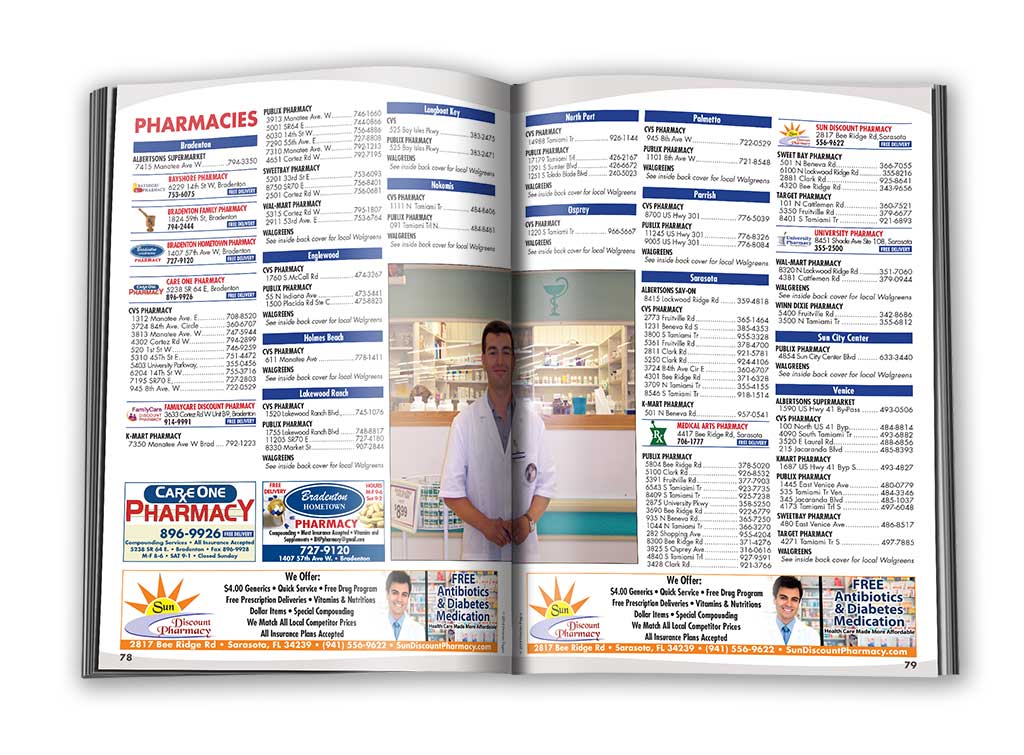 PHARMACIES
Bradenton
ALBERTSONS SUPERMARKET
7415 Manatee Ave W 794-3350
BAYSHORE PHARMACY
6229 14th St W, Bradenton
753-6075 FREE DELIVERY
BRADENTON FAMILY PHARMACY
1824 59th St, Bradenton
794-2444 FREE DELIVERY
BRADENTON HOMETOWN PHARMACY
1407 57th Ave W, Bradenton
727-9120 FREE DELIVERY
CARE ONE PHARMACY
5238 SR 64 E, Bradenton
896-9926 FREE DELIVERY
CVS PHARMACY
1312 Manatee Ave. E 708-8520
3724 84th Ave. Circle 360-6707
3813 Manatee Ave. W 747-5944
4302 Cortez Rd W 794-2899
520 1st St W 746-9259
5310 45Th St E 751-4472
5403 University Parkway, 355-0456
6204 14Th St W 755-3716
7195 SR70 E, 727-2803
945 8th Ave. W 722-0529
FAMILYCARE DISCOUNT PHARMACY
3633 Cortez Rd W Unit B9, Bradenton
914-9991 FREE DELIVERY
K-MART PHARMACY
7350 Manatee Ave W Brad 792-1223
PUBLIX PHARMACY
3913 Manatee Ave. W 746-1660
5001 SR64 E 744-0866
6030 14th St W 756-4886
7290 55th Ave. E 727-8808
7310 Manatee Ave. W 792-1213
4651 Cortez Rd W 792-7195
SWEETBAY PHARMACY
5201 33rd St E 753-6093
8750 SR70 E 756-8401
2501 Cortez Rd W 756-0681
WAL-MART PHARMACY
5315 Cortez Rd W 795-1807
2911 53rd Ave. E 753-6764
WALGREENS
See inside back cover for local Walgreens
Englewood
CVS PHARMACY
1760 S McCall Rd 474-3267
PUBLIX PHARMACY
55 N Indiana Ave 473-5441
1500 Placida Rd Ste C 475-8823
WALGREENS
See inside back cover for local Walgreens
Holmes Beach
CVS PHARMACY
611 Manatee Ave 778-1411
WALGREENS
See inside back cover for local Walgreens
Lakewood Ranch
CVS PHARMACY
1520 Lakewood Ranch Blvd., 745-1076
PUBLIX PHARMACY
1755 Lakewood Ranch Blvd 748-8817
11205 SR70 E 727-4180
8330 Market St 907-2844
WALGREENS
See inside back cover for local Walgreens
Longboat Key
CVS
525 Bay Isles Pkwy 383-2475
PUBLIX PHARMACY
525 Bay Isles Pkwy 383-2471
WALGREENS
See inside back cover for local Walgreens
Nokomis
CVS PHARMACY
1111 N Tamiami Tr 484-8406
PUBLIX PHARMACY
091 Tamiami Trl N 484-8461
WALGREENS
See inside back cover for local Walgreens
CARE ONE
PHARMACY
896-9926 FREE DELIVERY
Compounding Services • All Insurance Accepted
5238 SR 64 E. • Bradenton • Fax 896-9928
M-F 8-6 • SAT 9-1 • Closed Sunday
FREE DELIVERY
Bradenton
HOMETOWN
PHARMACY
HOURS
M-F 9-6
Sat 9-2
Compounding • Most Insurance Accepted • Vitamin and
Supplements • BHPpharmacy@gmail.com
727-9120
1407 57th Ave W • Bradenton
Sun
Discount
Pharmacy
We Offer:
$4.00 Generics • Quick Service • Free Drug Program
Free Prescription Deliveries • Vitamins & Nutritions
Dollar Items • Special Compounding
We Match All Local Competitor Prices
All Insurance Plans Accepted
FREE
Antibiotics
& Diabetes
Medication
Health Care Made More Affordable
2817 Bee Ridge Rd • Sarasota, FL 34239 • (941) 556-9622 • SunDiscountPharmacy.com
78
North Port
CVS PHARMACY
14988 Tamiami Tr 926-1144
PUBLIX PHARMACY
17179 Tamiami Trl 426-2167
1291 S Sumter Blvd 426-6672
1251 S Toledo Blade Blvd 240-5023
WALGREENS
See inside back cover for local Walgreens
Osprey
CVS PHARMACY
1220 S Tamiami Tr 966-5667
WALGREENS
See inside back cover for local Walgreens
Palmetto
CVS PHARMACY
945 8th Ave W 722-0529
PUBLIX PHARMACY
1101 8th Ave W 721-8548
WALGREENS
See inside back cover for local Walgreens
Parrish
CVS PHARMACY
8700 US Hwy 301 776-5039
PUBLIX PHARMACY
11245 US Hwy 301 776-8326
9005 US Hwy 301 776-8084
WALGREENS
See inside back cover for local Walgreens
Sarasota
ALBERTSONS SAV-ON
8415 Lockwood Ridge Rd 359-4818
CVS PHARMACY
2773 Fruitville Rd 365-1464
1231 Beneva Rd S 385-4353
3800 S Tamiami Tr 955-3328
5361 Fruitville Rd 378-4700
2811 Clark Rd 921-5781
5250 Clark Rd 924-4106
3724 84th Ave Cir E 360-6707
4301 Bee Ridge Rd 371-6328
3709 N Tamiami Tr 355-4155
8546 S Tamiami Tr 918-1514
K-MART PHARMACY
501 N Beneva Rd 957-0541
MEDICAL ARTS PHARMACY
4417 Bee Ridge Rd, Sarasota
706-1777 FREE DELIVERY
PUBLIX PHARMACY
5804 Bee Ridge Rd 378-5020
5100 Clark Rd 926-8532
5391 Fruitville Rd 377-7903
6543 S Tamiami Tr 923-7735
8409 S Tamiami Tr 925-7238
2875 University Pkwy 358-5250
3690 Bee Ridge Rd 922-6779
935 N Beneva Rd 365-7250
1044 N Tamiami Tr 366-3270
282 Shopping Ave 955-4204
8300 Bee Ridge Rd 371-4276
3825 S Osprey Ave 316-0616
4840 S Tamiami Trl 927-9591
3428 Clark Rd 921-3766
SUN DISCOUNT PHARMACY
2817 Bee Ridge Rd, Sarasota
556-9622 FREE DELIVERY
SWEET BAY PHARMACY
501 N Beneva Rd 366-7055
6100 N Lockwood Ridge Rd 355-8216
2881 Clark Rd 925-8641
4320 Bee Ridge Rd 343-9656
TARGET PHARMACY
101 N Cattlemen Rd 360-7521
5350 Fruitville Rd 379-6677
8401 S Tamiami Tr 921-6893
UNIVERSITY PHARMACY
8451 Shade Ave Ste 108, Sarasota
355-2500 FREE DELIVERY
WAL-MART PHARMACY
8320 N Lockwood Ridge Rd 351-7060
4381 Cattlemen Rd 379-0944
WALGREENS
See inside back cover for local Walgreens
WINN DIXIE PHARMACY
5400 Fruitville Rd 342-8686
3500 N Tamiami Tr 355-6812
Sun City Center
PUBLIX PHARMACY
4854 Sun City Center Blvd 633-3440
WALGREENS
See inside back cover for local Walgreens
Venice
ALBERTSONS SUPERMARKET
1590 US Hwy 41 By-Pass 493-0506
CVS PHARMACY
100 North US 41 Byp 484-8814
4090 South Tamiami Tr 493-6882
3520 E Laurel Rd 488-6856
215 Jacaranda Blvd 485-8393
KMART PHARMACY
1687 US Hwy 41 Byp S 493-4827
PUBLIX PHARMACY
1445 East Venice Ave 480-0779
535 Tamiami Tr Ven 484-3346
345 Jacaranda Blvd 485-1037
4173 Tamiami Trl S 497-6048
SWEETBAY PHARMACY
480 East Venice Ave 486-8517
TARGET PHARMACY
4271 Tamiami Tr S 497-7885
WALGREENS
See inside back cover for local Walgreens
Sun
Discount
Pharmacy
We Offer:
$4.00 Generics • Quick Service • Free Drug Program
Free Prescription Deliveries • Vitamins & Nutritions
Dollar Items • Special Compounding
We Match All Local Competitor Prices
All Insurance Plans Accepted
FREE
Antibiotics
& Diabetes
Medication
Health Care Made More Affordable
2817 Bee Ridge Rd • Sarasota, FL 34239 • (941) 556-9622 • SunDiscountPharmacy.com
79